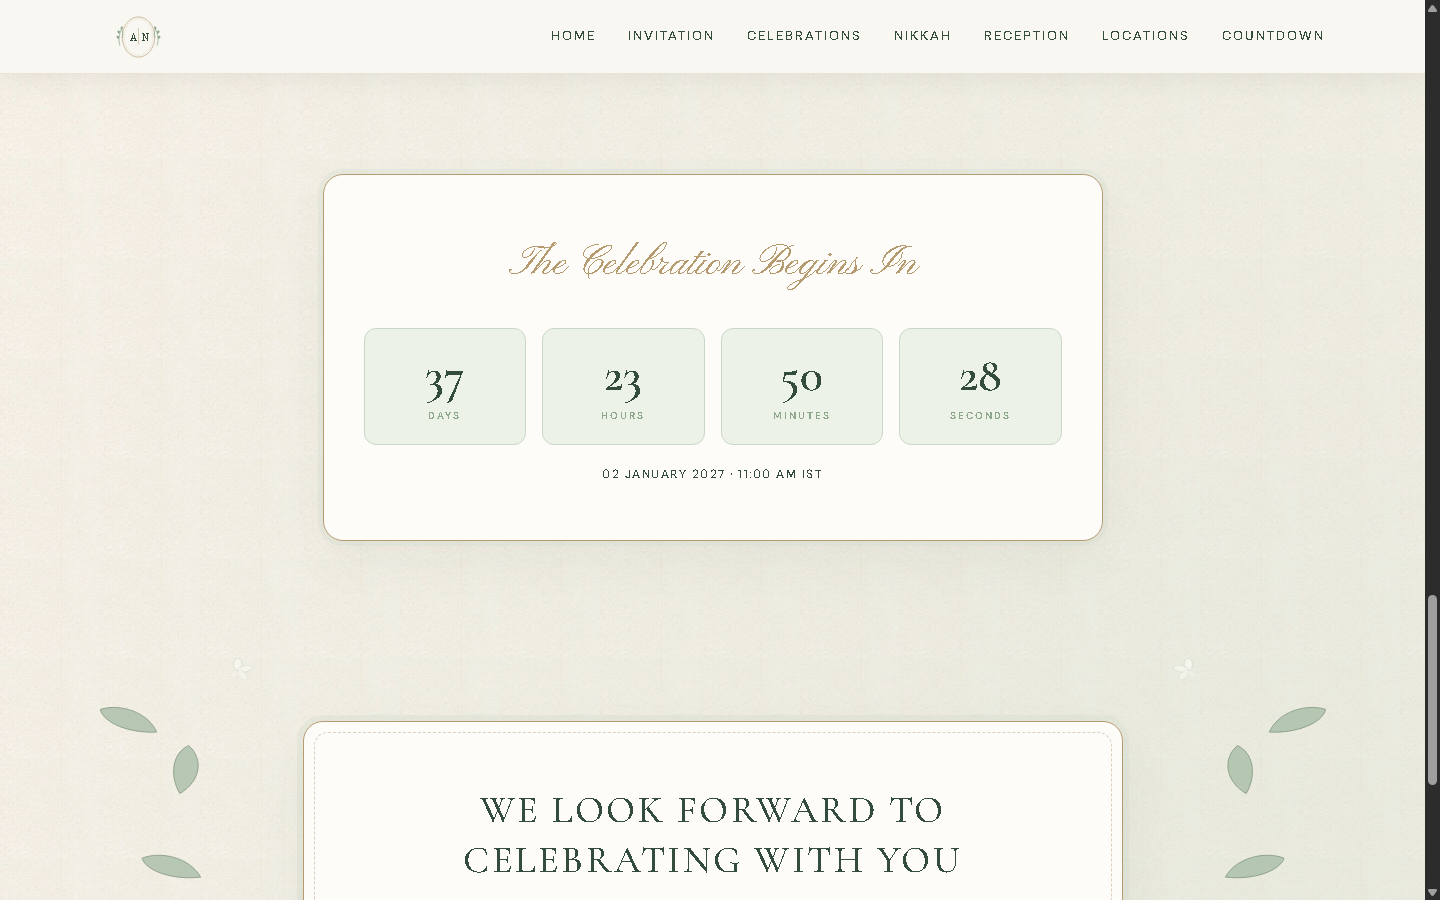 A N
HOME INVITATION CELEBRATIONS NIKKAH RECEPTION LOCATIONS COUNTDOWN
The Celebration Begins In
37 23 50 28
DAYS HOURS MINUTES SECONDS
02 JANUARY 2027 · 11:00 AM IST
WE LOOK FORWARD TO
CELEBRATING WITH YOU